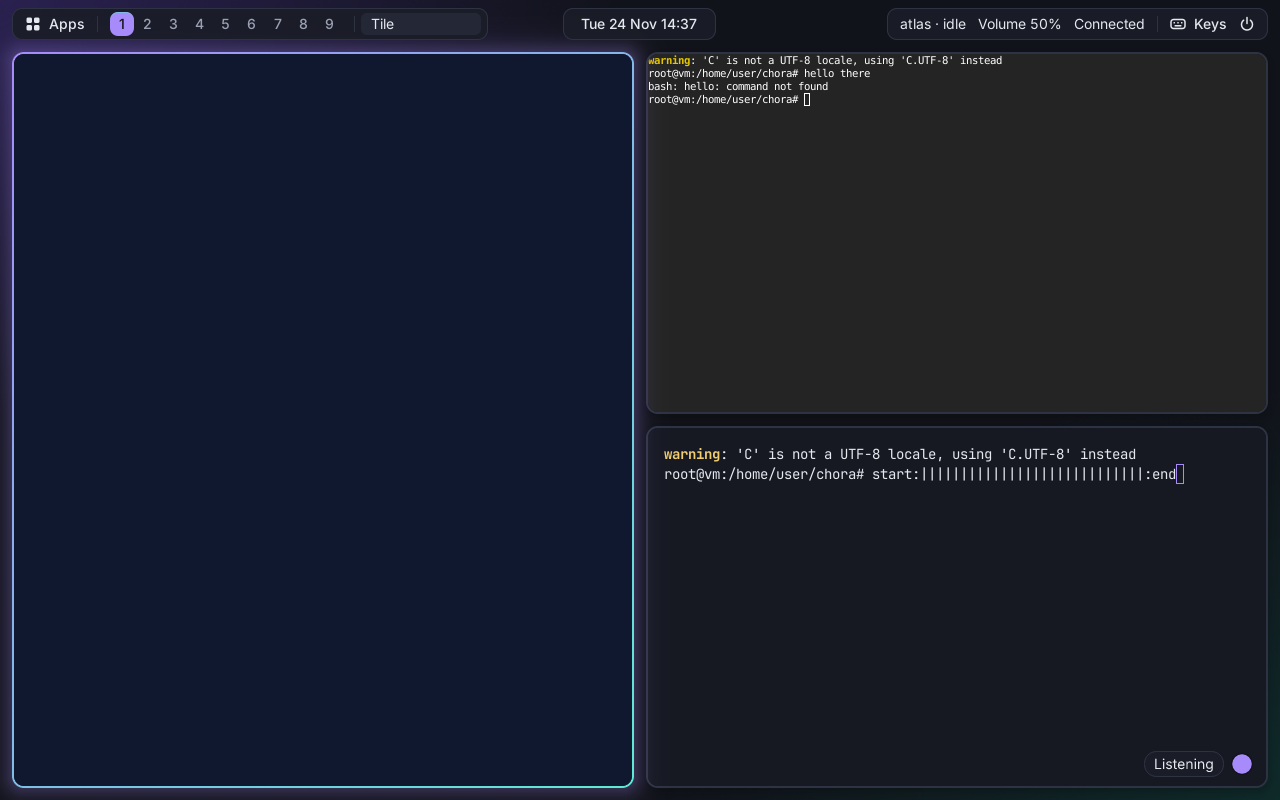 Apps 1 2 3 4 5 6 7 8 9 Tile
Tue 24 Nov 14:37
atlas · idle Volume 50% Connected Keys
warning: 'C' is not a UTF-8 locale, using 'C.UTF-8' instead
root@vm:/home/user/chora# hello there
bash: hello: command not found
root@vm:/home/user/chora#
warning: 'C' is not a UTF-8 locale, using 'C.UTF-8' instead
root@vm:/home/user/chora# start:||||||||||||||||||||||||||||:end
Listening